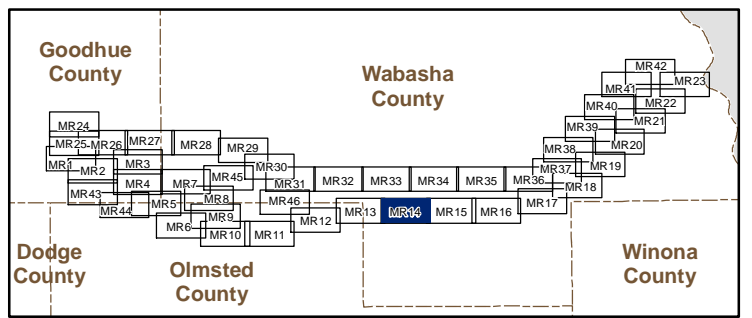 Goodhue
County
Wabasha
County
MR42
MR41
MR23
MR22
MR40
MR21
MR24
MR39
MR20
MR25
MR26
MR27
MR28
MR29
MR38
MR1
MR2
MR3
MR30
MR37
MR19
MR45
MR4
MR7
MR31
MR32
MR33
MR34
MR35
MR36
MR18
MR43
MR44
MR5
MR8
MR46
MR17
MR6
MR9
MR12
MR13
MR14
MR15
MR16
MR10
MR11
Dodge
County
Olmsted
County
Winona
County